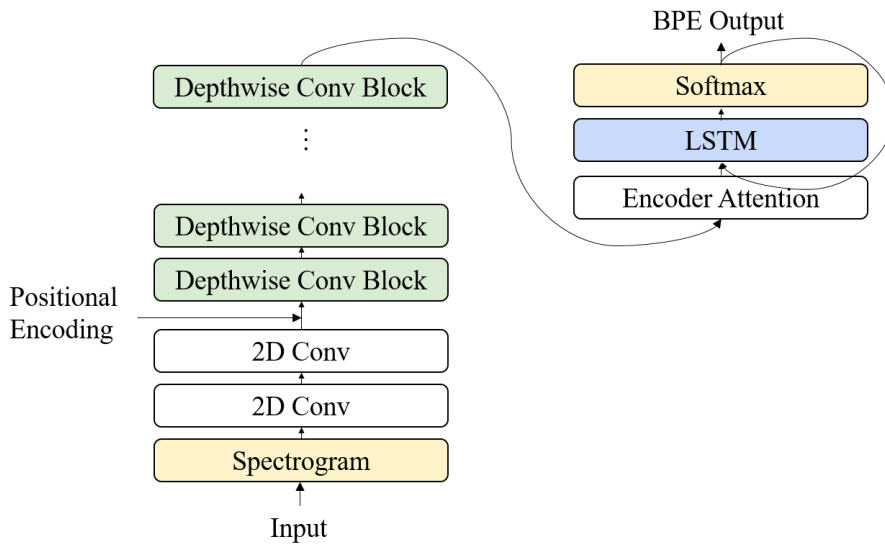 BPE Output
Softmax
LSTM
Encoder Attention
Depthwise Conv Block
⋮
Depthwise Conv Block
Depthwise Conv Block
Positional
Encoding
2D Conv
2D Conv
Spectrogram
Input